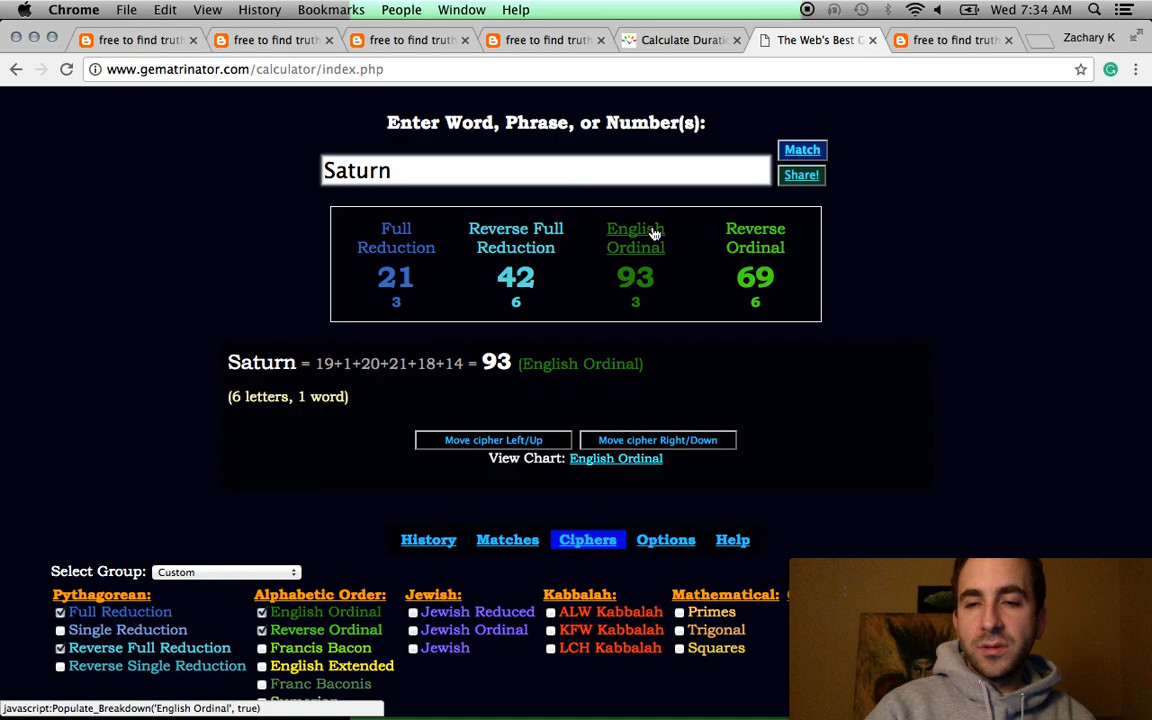 Chrome File Edit View History Bookmarks People Window Help Wed 7:34 AM
free to find truth free to find truth free to find truth free to find truth Calculate Durati The Web's Best G free to find truth Zachary K
www.gematrinator.com/calculator/index.php
Enter Word, Phrase, or Number(s):
Saturn
Match
Share!
Full Reverse Full English Reverse
Reduction Reduction Ordinal Ordinal
21 42 93 69
3 6 3 6
Saturn = 19+1+20+21+18+14 = 93 (English Ordinal)
(6 letters, 1 word)
Move cipher Left/Up Move cipher Right/Down
View Chart: English Ordinal
History Matches Ciphers Options Help
Select Group: Custom
Pythagorean: Alphabetic Order: Jewish: Kabbalah: Mathematical:
Full Reduction English Ordinal Jewish Reduced ALW Kabbalah Primes
Single Reduction Reverse Ordinal Jewish Ordinal KFW Kabbalah Trigonal
Reverse Full Reduction Francis Bacon Jewish LCH Kabbalah Squares
Reverse Single Reduction English Extended
Franc Baconis
javascript:Populate_Breakdown('English Ordinal', true)